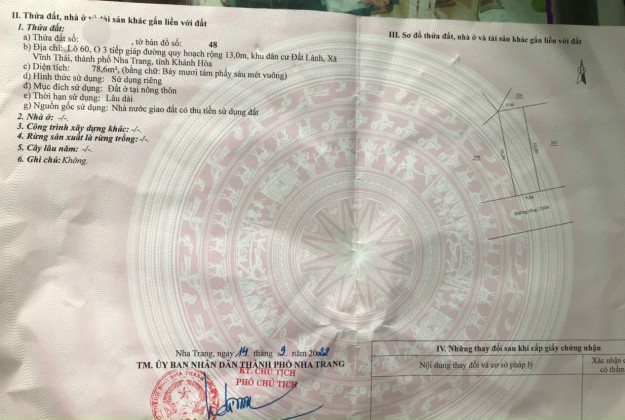 II. Thửa đất, nhà ở và tài sản khác gắn liền với đất
1. Thửa đất:
a) Thửa đất số: , tờ bản đồ số: 48
b) Địa chỉ: Lô 60, O 3 tiếp giáp đường quy hoạch rộng 13,0m, khu dân cư Đất Lành, Xã
Vĩnh Thái, thành phố Nha Trang, tỉnh Khánh Hòa
c) Diện tích: 78,6m², (bằng chữ: Bảy mươi tám phẩy sáu mét vuông)
d) Hình thức sử dụng: Sử dụng riêng
đ) Mục đích sử dụng: Đất ở tại nông thôn
e) Thời hạn sử dụng: Lâu dài
g) Nguồn gốc sử dụng: Nhà nước giao đất có thu tiền sử dụng đất
2. Nhà ở: -/-.
3. Công trình xây dựng khác: -/-.
4. Rừng sản xuất là rừng trồng: -/-.
5. Cây lâu năm: -/-.
6. Ghi chú: Không.
III. Sơ đồ thửa đất, nhà ở và tài sản khác gắn liền với đất
Nha Trang, ngày 14 tháng 9 năm 2022
TM. ỦY BAN NHÂN DÂN THÀNH PHỐ NHA TRANG
KT. CHỦ TỊCH
PHÓ CHỦ TỊCH
IV. Những thay đổi sau khi cấp giấy chứng nhận
Nội dung thay đổi và cơ sở pháp lý
Xác nhận
có thẩm